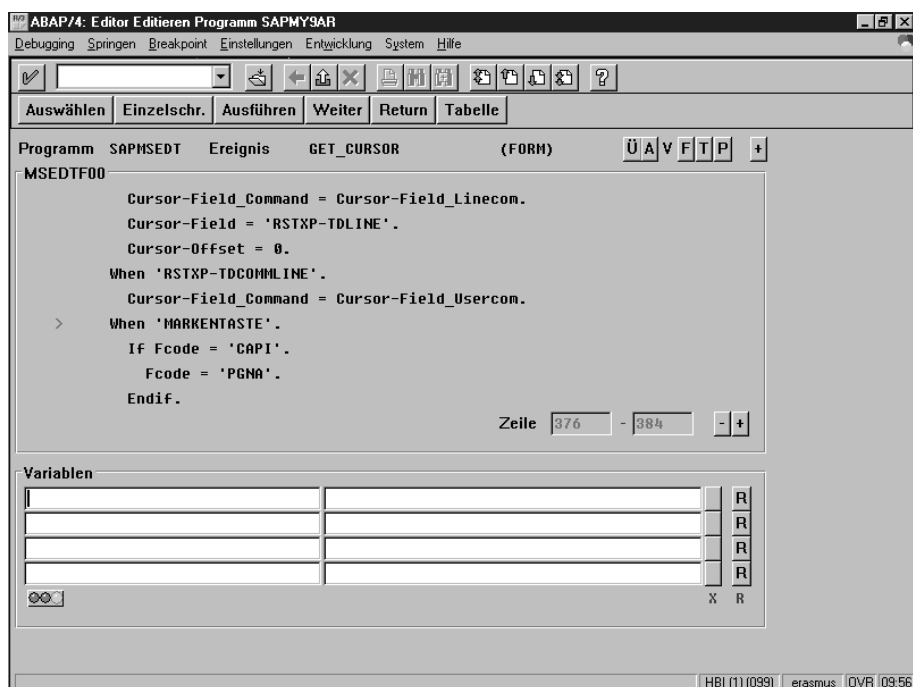 ABAP/4: Editor Editieren Programm SAPMY9AR
Debugging Springen Breakpoint Einstellungen Entwicklung System Hilfe
Auswählen Einzelschr. Ausführen Weiter Return Tabelle
Programm SAPMSEDT Ereignis GET_CURSOR (FORM) Ü A V F T P +
MSEDTF00
Cursor-Field_Command = Cursor-Field_Linecom.
Cursor-Field = 'RSTXP-TDLINE'.
Cursor-Offset = 0.
When 'RSTXP-TDCOMMLINE'.
Cursor-Field_Command = Cursor-Field_Usercom.
> When 'MARKENTASTE'.
If Fcode = 'CAPI'.
Fcode = 'PGNA'.
Endif.
Zeile 376 - 384 - +
Variablen
R
R
R
R
X R
HBI (1) (099) erasmus OVR 09:56